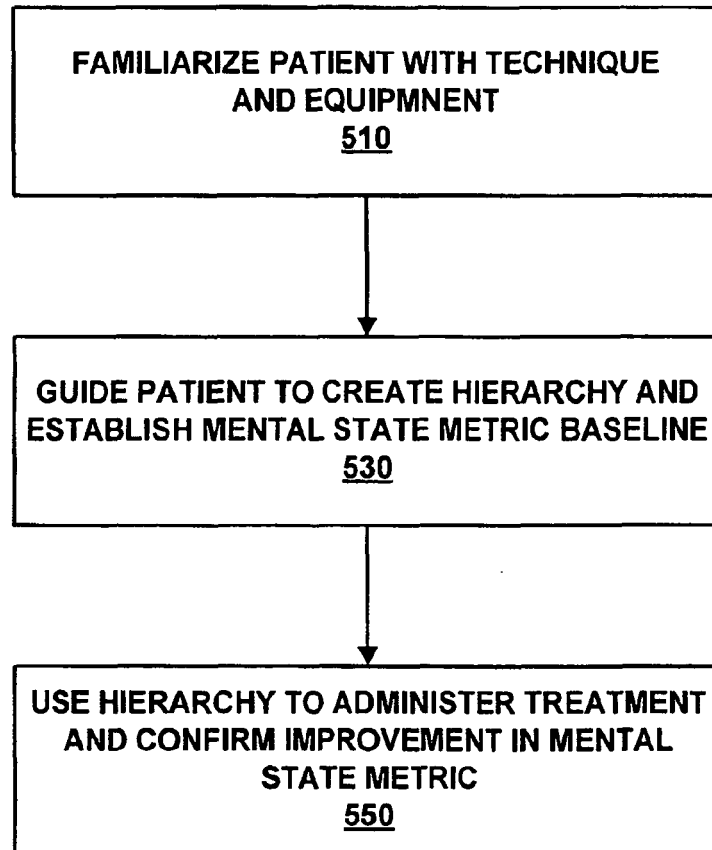 FAMILIARIZE PATIENT WITH TECHNIQUE
AND EQUIPMNENT
510
GUIDE PATIENT TO CREATE HIERARCHY AND
ESTABLISH MENTAL STATE METRIC BASELINE
530
USE HIERARCHY TO ADMINISTER TREATMENT
AND CONFIRM IMPROVEMENT IN MENTAL
STATE METRIC
550